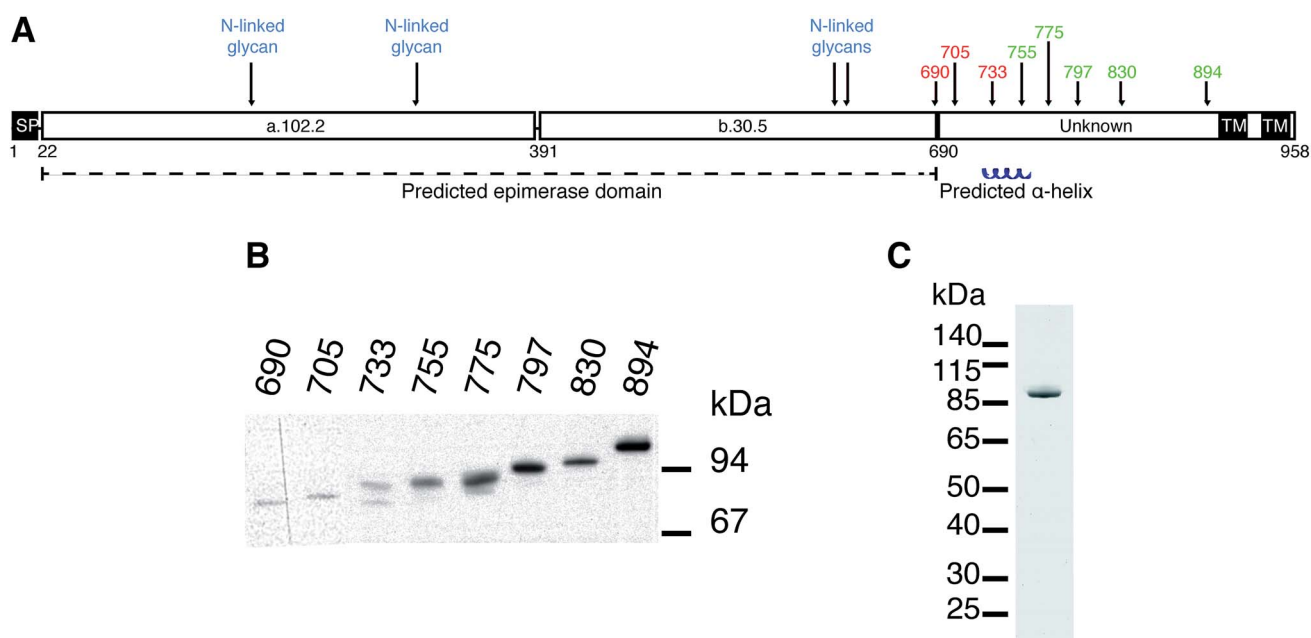 A
N-linked
glycan
N-linked
glycan
N-linked
glycans
690
705
733
755
775
797
830
894
SP
a.102.2
b.30.5
Unknown
TM
TM
1
22
391
690
958
Predicted epimerase domain
Predicted α-helix
B
690
705
733
755
775
797
830
894
kDa
94
67
C
kDa
140
115
85
65
50
40
30
25